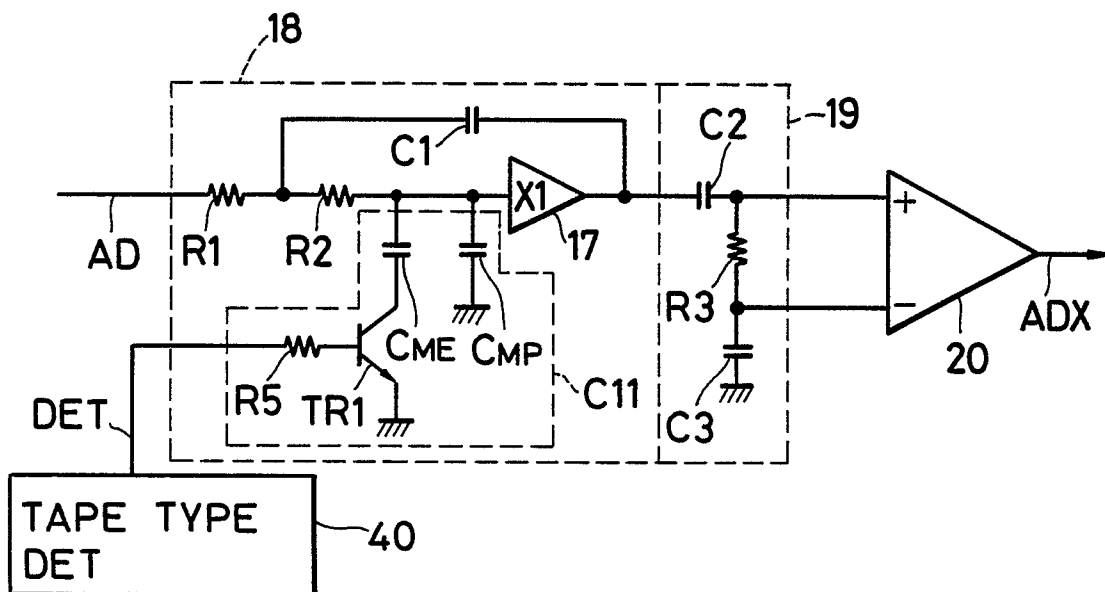 18
19
C1
C2
X1
17
R1
R2
AD
R3
+
−
20
ADX
CME
CMP
R5
TR1
C11
C3
DET
TAPE TYPE
DET
40